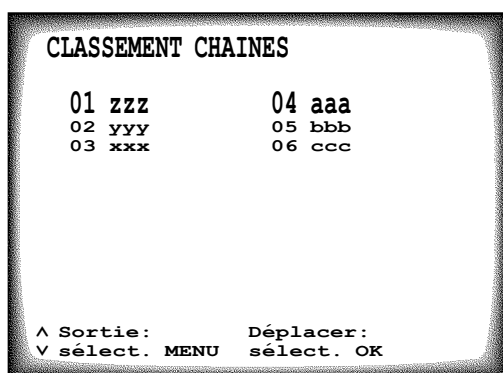 CLASSEMENT CHAINES
01 zzz 04 aaa
02 yyy 05 bbb
03 xxx 06 ccc
^ Sortie: Déplacer:
v sélect. MENU sélect. OK